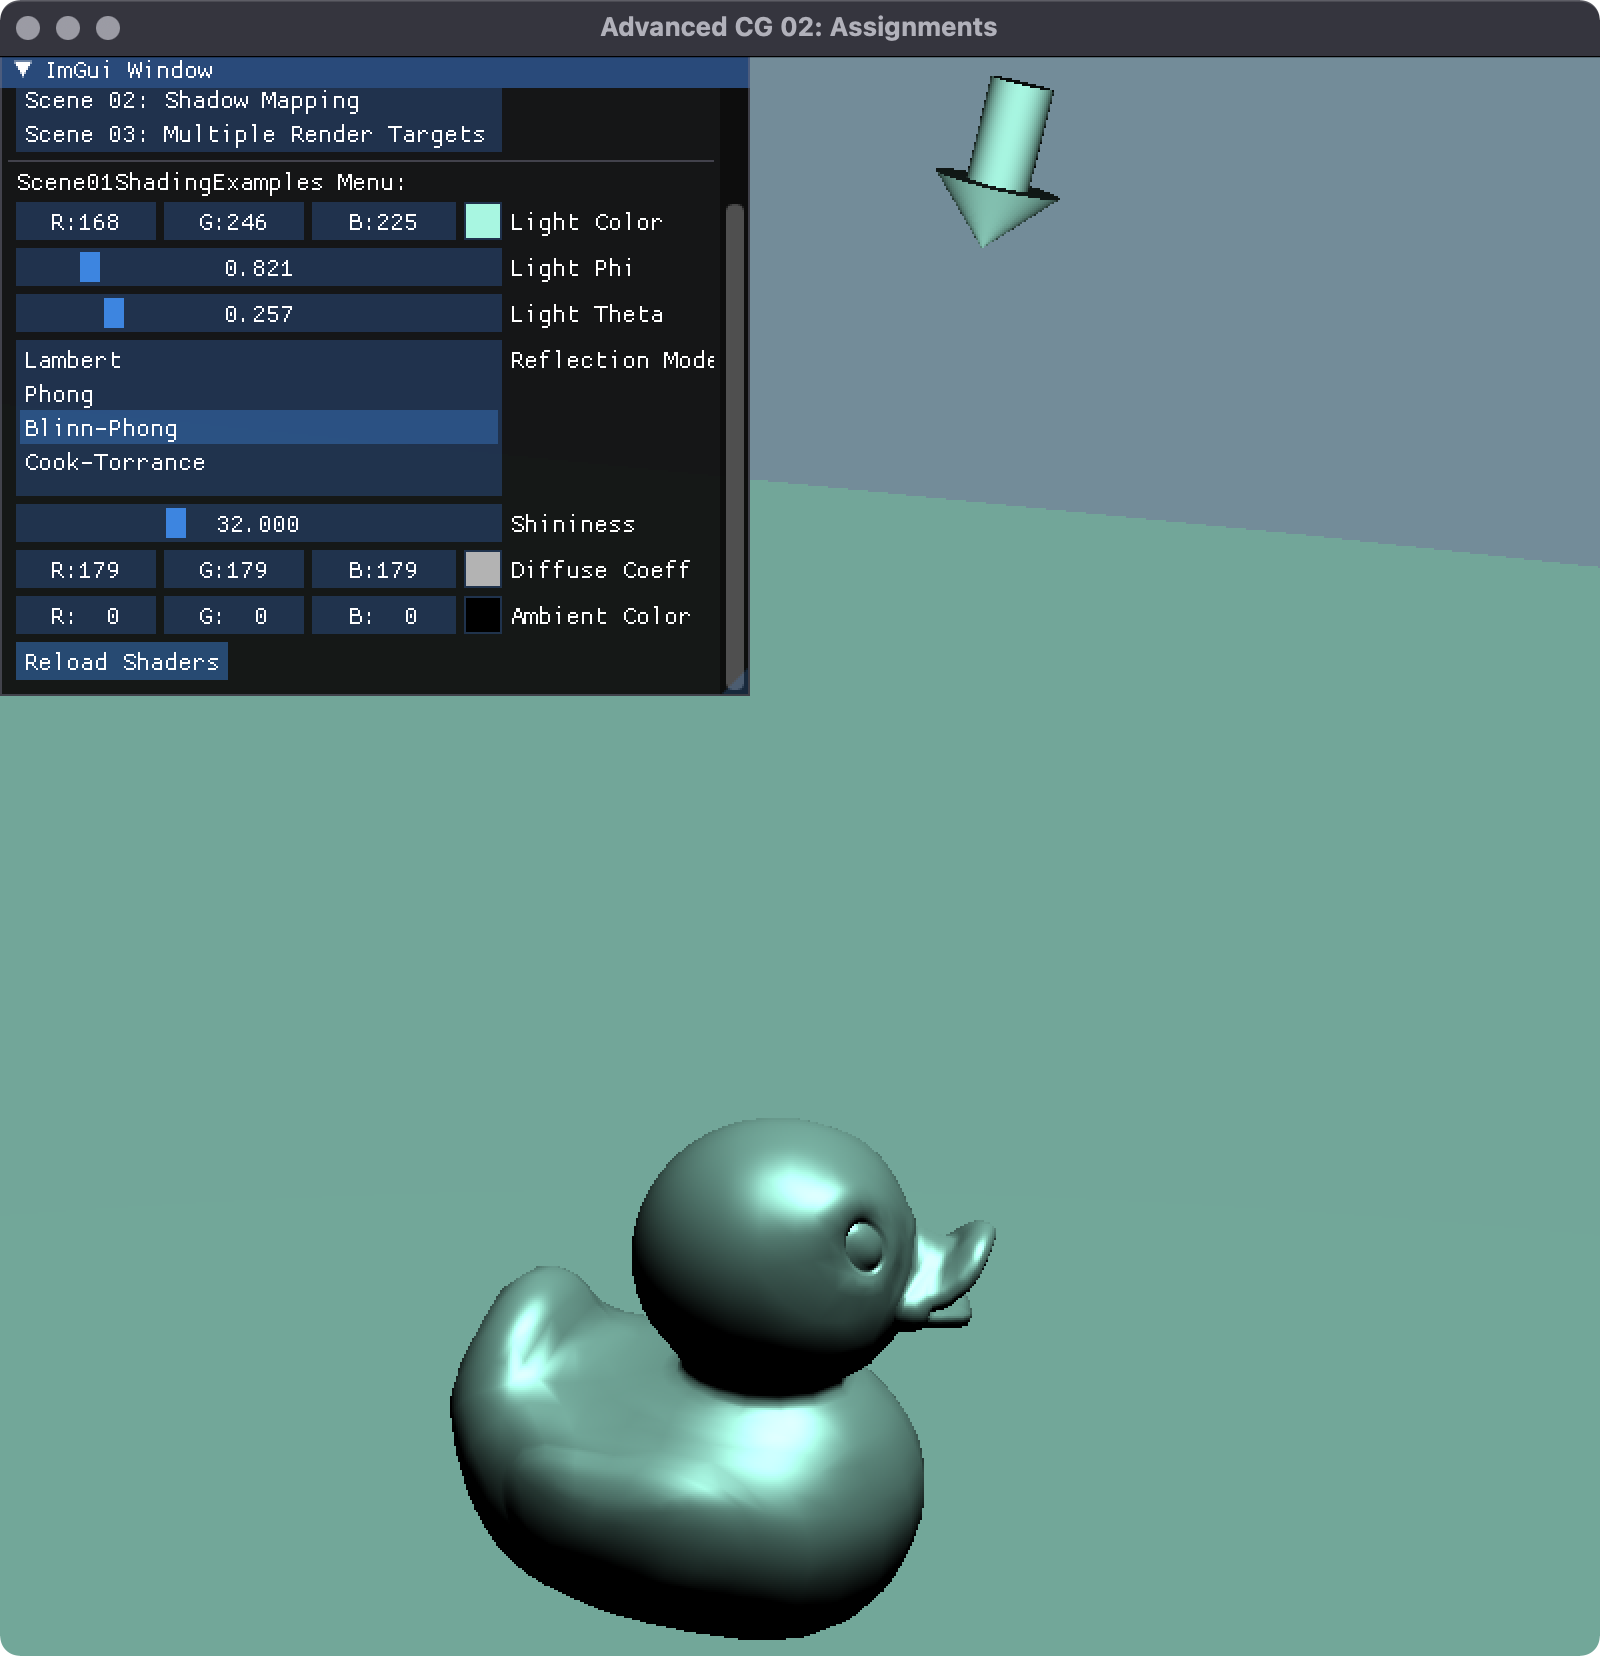 Advanced CG 02: Assignments
ImGui Window
Scene 02: Shadow Mapping
Scene 03: Multiple Render Targets
Scene01ShadingExamples Menu:
R:168 G:246 B:225 Light Color
0.821 Light Phi
0.257 Light Theta
Lambert Reflection Mode
Phong
Blinn-Phong
Cook-Torrance
32.000 Shininess
R:179 G:179 B:179 Diffuse Coeff
R: 0 G: 0 B: 0 Ambient Color
Reload Shaders